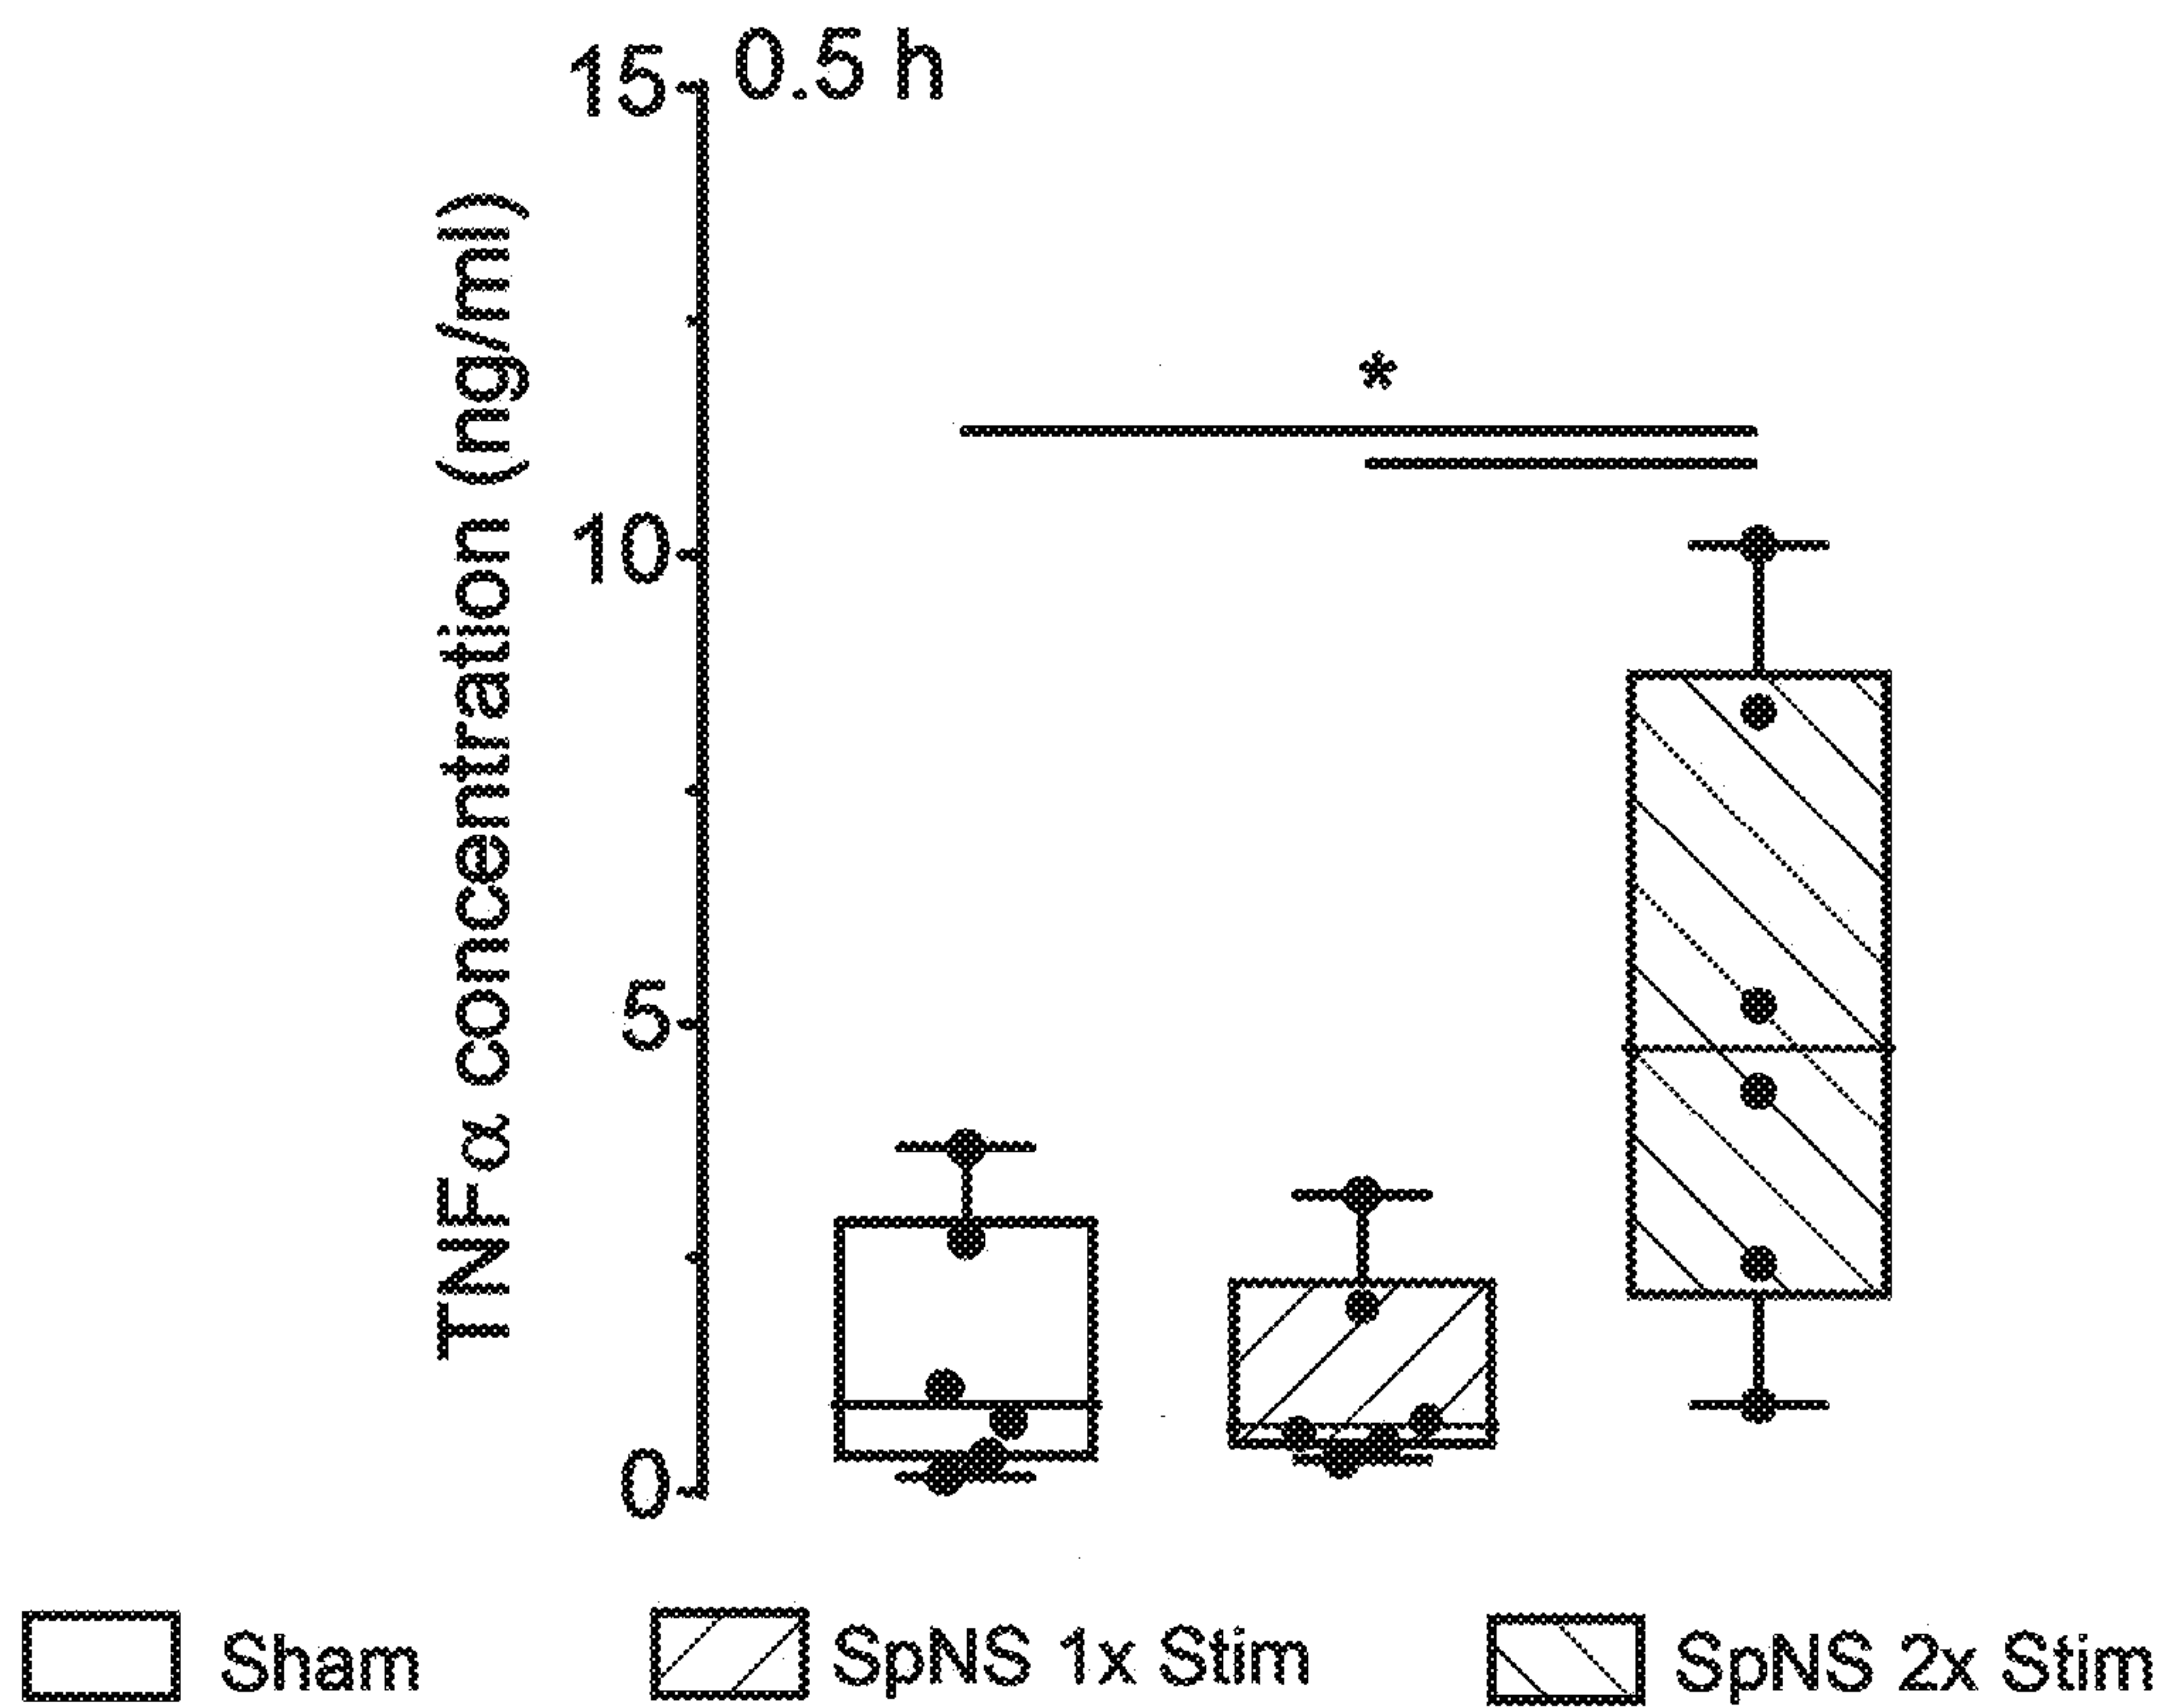 0.5 h
TNFα concentration (ng/ml)
15
10
5
0
*
Sham
SpNS 1x Stim
SpNS 2x Stim